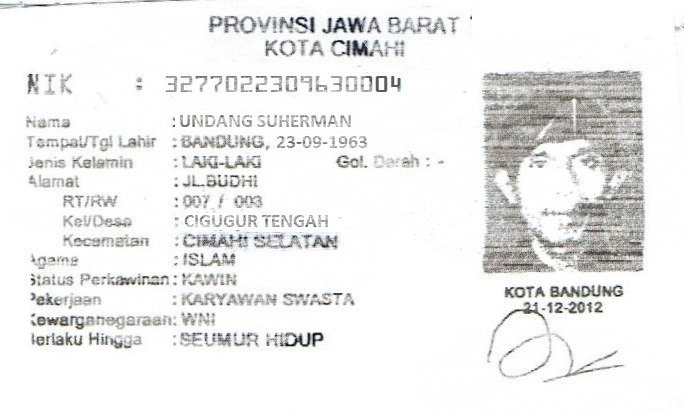 PROVINSI JAWA BARAT
KOTA CIMAHI
NIK : 3277022309630004
Nama : UNDANG SUHERMAN
Tempat/Tgl Lahir : BANDUNG, 23-09-1963
Jenis Kelamin : LAKI-LAKI Gol. Darah : -
Alamat : JL.BUDHI
RT/RW : 007 / 003
Kel/Desa : CIGUGUR TENGAH
Kecamatan : CIMAHI SELATAN
Agama : ISLAM
Status Perkawinan : KAWIN
Pekerjaan : KARYAWAN SWASTA
Kewarganegaraan : WNI
Berlaku Hingga : SEUMUR HIDUP
KOTA BANDUNG
21-12-2012